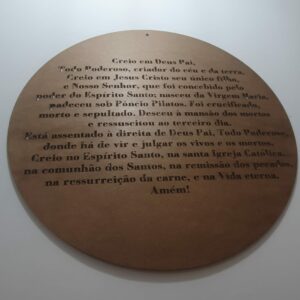 Creio em Deus Pai,
Todo Poderoso, criador do céu e da terra.
Creio em Jesus Cristo seu único filho,
e Nosso Senhor, que foi concebido pelo
poder do Espírito Santo; nasceu da Virgem Maria,
padeceu sob Pôncio Pilatos. Foi crucificado,
morto e sepultado. Desceu à mansão dos mortos
e ressuscitou ao terceiro dia.
Está assentado à direita de Deus Pai, Todo Poderoso,
donde há de vir e julgar os vivos e os mortos.
Creio no Espírito Santo, na santa Igreja Católica,
na comunhão dos Santos, na remissão dos pecados,
na ressurreição da carne, e na Vida eterna.
Amém!